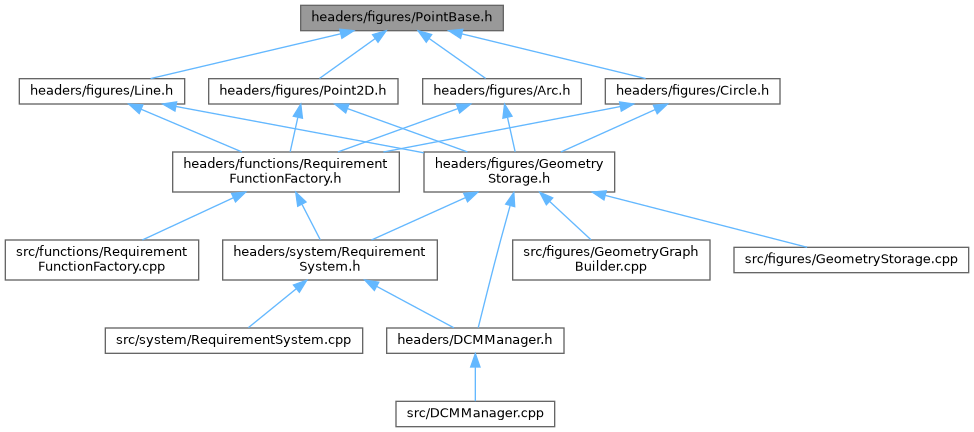 headers/figures/PointBase.h
headers/figures/Line.h
headers/figures/Point2D.h
headers/figures/Arc.h
headers/figures/Circle.h
headers/functions/Requirement
FunctionFactory.h
headers/figures/Geometry
Storage.h
src/functions/Requirement
FunctionFactory.cpp
headers/system/Requirement
System.h
src/figures/GeometryGraph
Builder.cpp
src/figures/GeometryStorage.cpp
src/system/RequirementSystem.cpp
headers/DCMManager.h
src/DCMManager.cpp